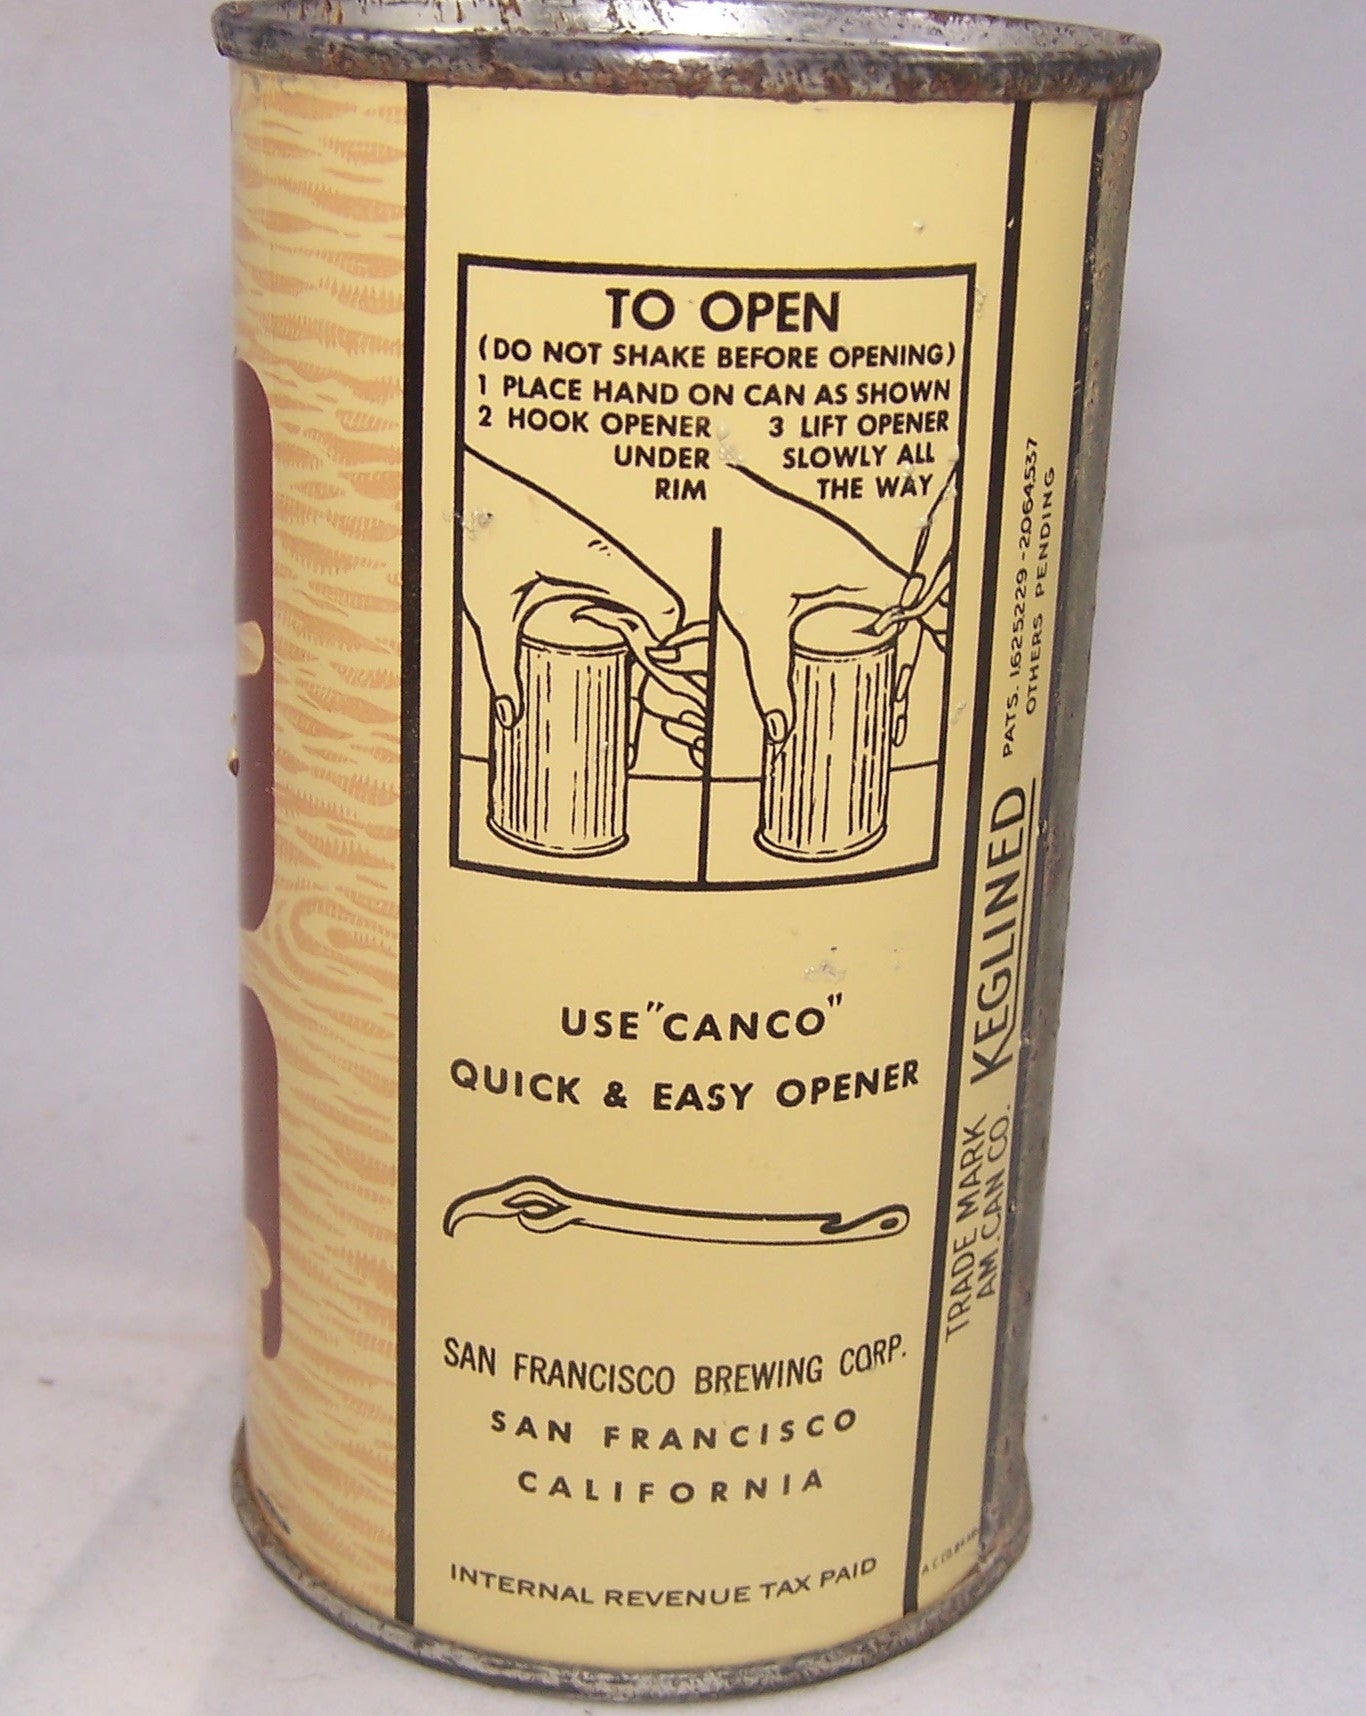 TO OPEN
(DO NOT SHAKE BEFORE OPENING)
1 PLACE HAND ON CAN AS SHOWN
2 HOOK OPENER
UNDER
RIM
3 LIFT OPENER
SLOWLY ALL
THE WAY
USE "CANCO"
QUICK & EASY OPENER
SAN FRANCISCO BREWING CORP.
SAN FRANCISCO
CALIFORNIA
INTERNAL REVENUE TAX PAID
TRADE MARK
AM. CAN CO.
KEGLINED
PATS. 1625229-2064537
OTHERS PENDING